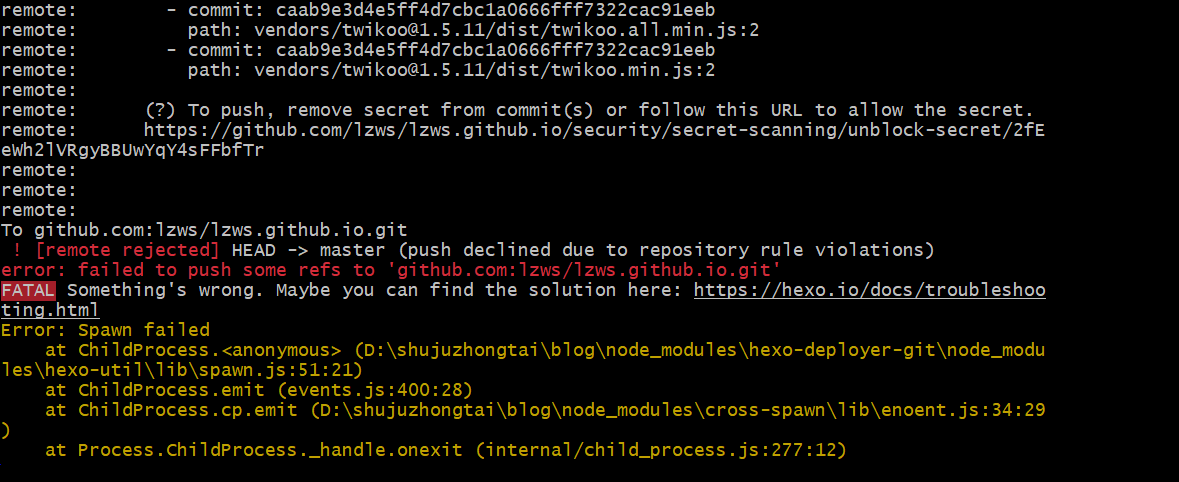 remote:        - commit: caab9e3d4e5ff4d7cbc1a0666fff7322cac91eeb
remote:          path: vendors/twikoo@1.5.11/dist/twikoo.all.min.js:2
remote:        - commit: caab9e3d4e5ff4d7cbc1a0666fff7322cac91eeb
remote:          path: vendors/twikoo@1.5.11/dist/twikoo.min.js:2
remote:
remote:      (?) To push, remove secret from commit(s) or follow this URL to allow the secret.
remote:      https://github.com/lzws/lzws.github.io/security/secret-scanning/unblock-secret/2fE
eWh2lVRgyBBUwYqY4sFFbfTr
remote:
remote:
remote:
To github.com:lzws/lzws.github.io.git
 ! [remote rejected] HEAD -> master (push declined due to repository rule violations)
error: failed to push some refs to 'github.com:lzws/lzws.github.io.git'
FATAL Something's wrong. Maybe you can find the solution here: https://hexo.io/docs/troubleshoo
ting.html
Error: Spawn failed
    at ChildProcess.<anonymous> (D:\shujuzhongtai\blog\node_modules\hexo-deployer-git\node_modu
les\hexo-util\lib\spawn.js:51:21)
    at ChildProcess.emit (events.js:400:28)
    at ChildProcess.cp.emit (D:\shujuzhongtai\blog\node_modules\cross-spawn\lib\enoent.js:34:29
)
    at Process.ChildProcess._handle.onexit (internal/child_process.js:277:12)